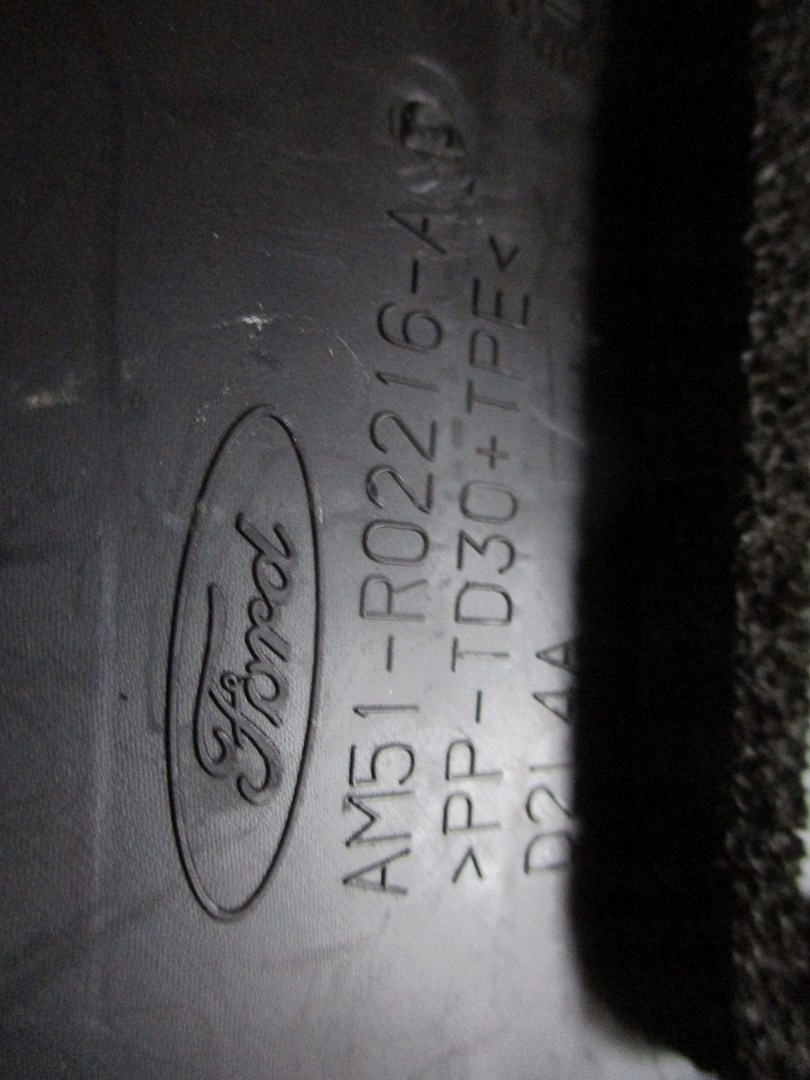 Ford
AM51-R02216-A
>PP-TD30+TPE<